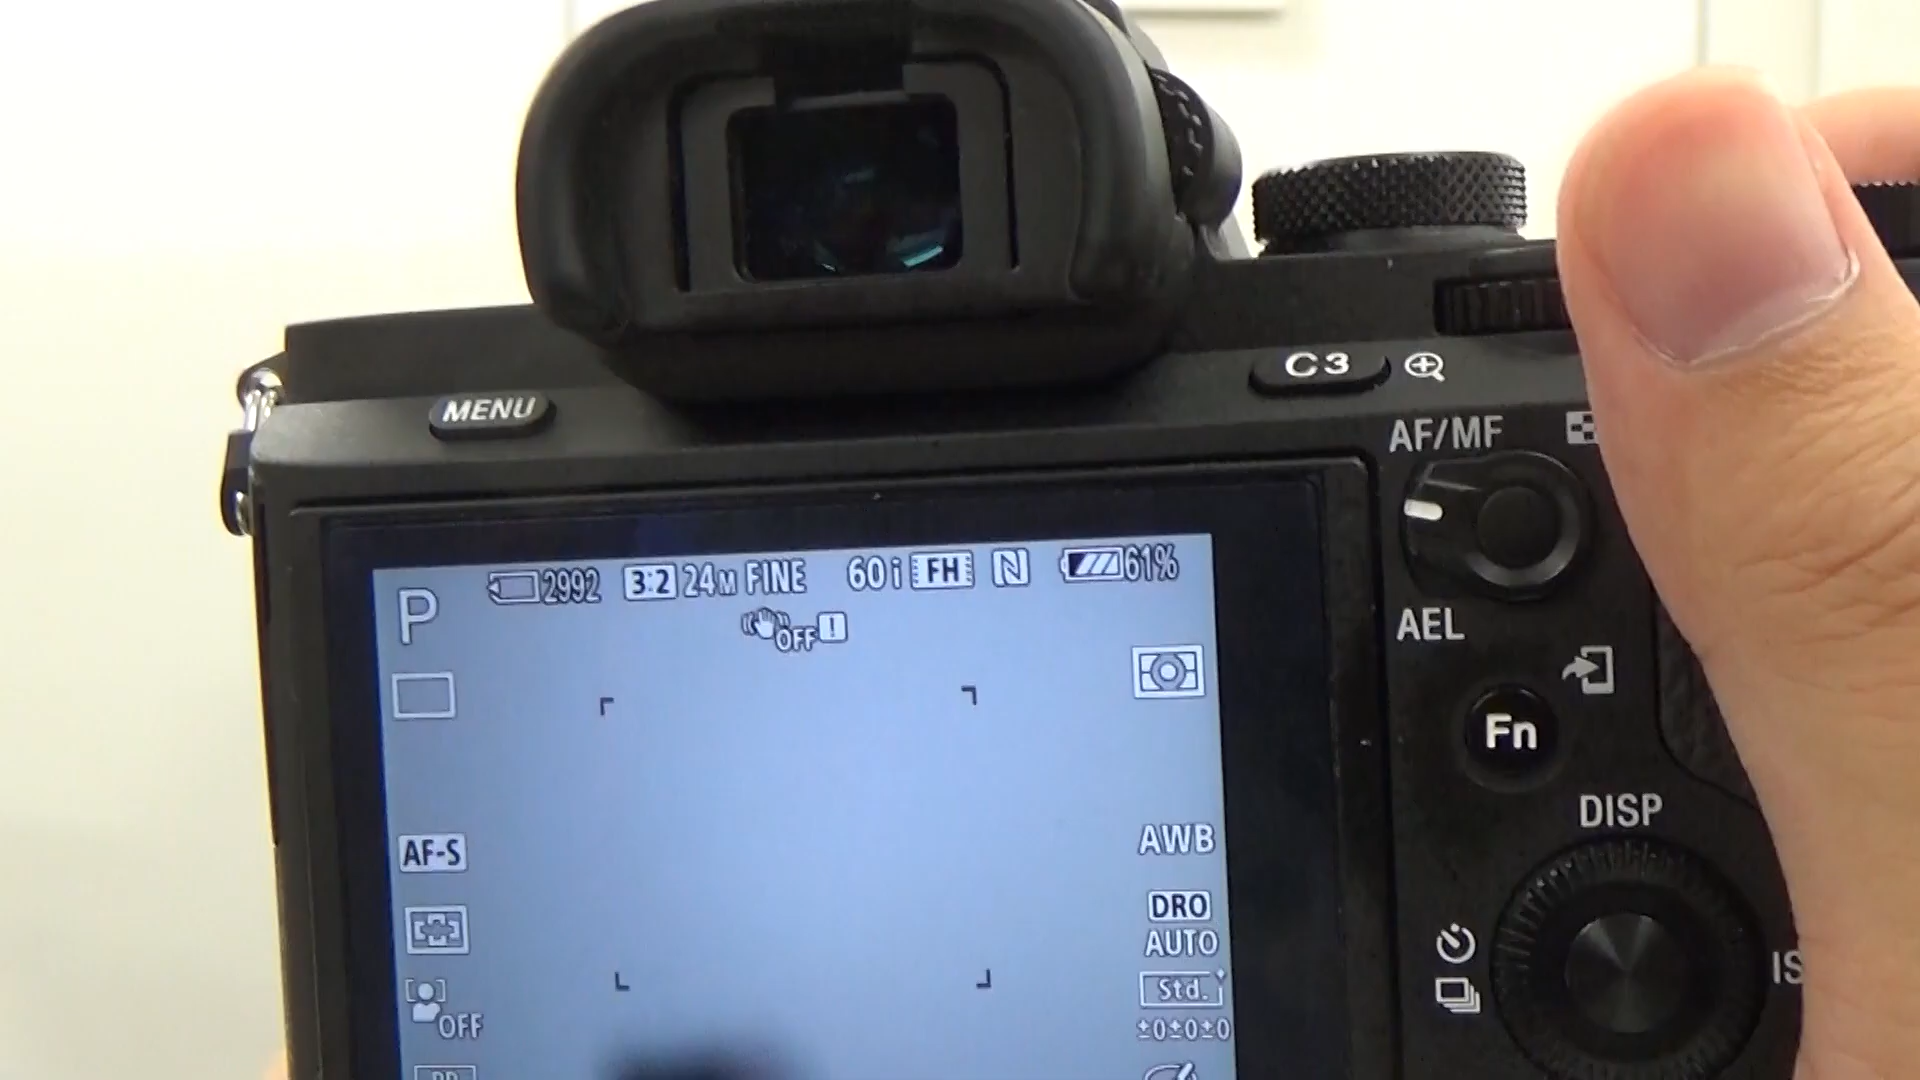 C3
MENU
AF/MF
P 2992 3:2 24M FINE 60i FH N 61%
OFF !
AEL
Fn
DISP
AF-S
AWB
DRO
AUTO
Std.
OFF
±0±0±0